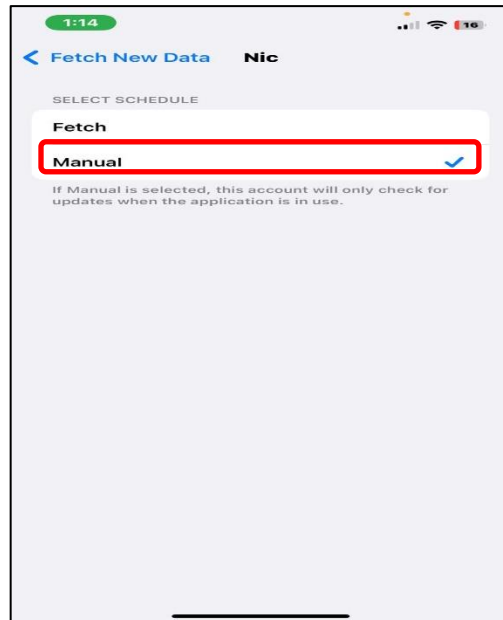 1:14
16
Fetch New Data Nic
SELECT SCHEDULE
Fetch
Manual
If Manual is selected, this account will only check for
updates when the application is in use.